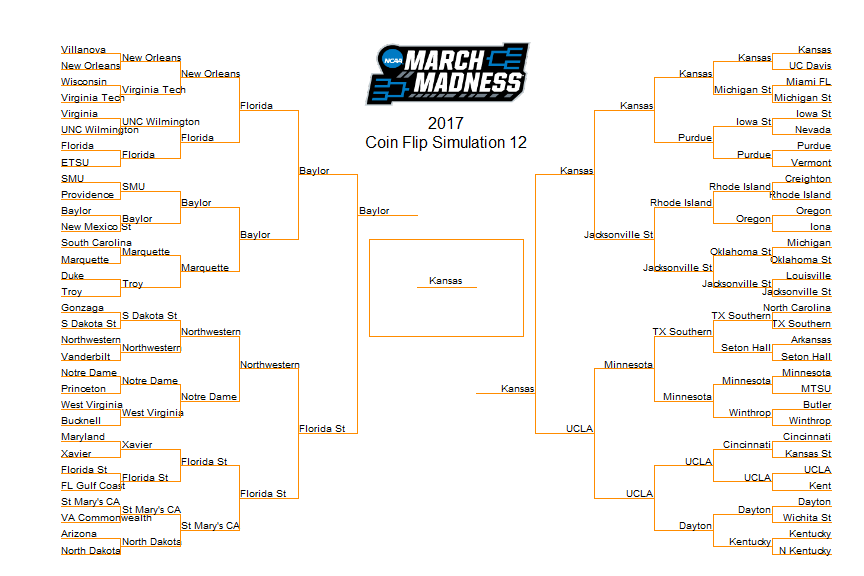 NCAA
MARCH
MADNESS
2017
Coin Flip Simulation 12
Villanova
New Orleans
Wisconsin
Virginia Tech
Virginia
UNC Wilmington
Florida
ETSU
SMU
Providence
Baylor
New Mexico St
South Carolina
Marquette
Duke
Troy
Gonzaga
S Dakota St
Northwestern
Vanderbilt
Notre Dame
Princeton
West Virginia
Bucknell
Maryland
Xavier
Florida St
FL Gulf Coast
St Mary's CA
VA Commonwealth
Arizona
North Dakota
New Orleans
Virginia Tech
UNC Wilmington
Florida
SMU
Baylor
Marquette
Troy
S Dakota St
Northwestern
Notre Dame
West Virginia
Xavier
Florida St
St Mary's CA
North Dakota
New Orleans
Florida
Baylor
Marquette
Northwestern
Notre Dame
Florida St
St Mary's CA
Florida
Baylor
Northwestern
Florida St
Baylor
Florida St
Baylor
Kansas
Kansas
Kansas
UCLA
Kansas
Jacksonville St
Minnesota
UCLA
Kansas
Purdue
Rhode Island
Jacksonville St
TX Southern
Minnesota
UCLA
Dayton
Kansas
Michigan St
Iowa St
Purdue
Rhode Island
Oregon
Oklahoma St
Jacksonville St
TX Southern
Seton Hall
Minnesota
Winthrop
Cincinnati
UCLA
Dayton
Kentucky
Kansas
UC Davis
Miami FL
Michigan St
Iowa St
Nevada
Purdue
Vermont
Creighton
Rhode Island
Oregon
Iona
Michigan
Oklahoma St
Louisville
Jacksonville St
North Carolina
TX Southern
Arkansas
Seton Hall
Minnesota
MTSU
Butler
Winthrop
Cincinnati
Kansas St
UCLA
Kent
Dayton
Wichita St
Kentucky
N Kentucky